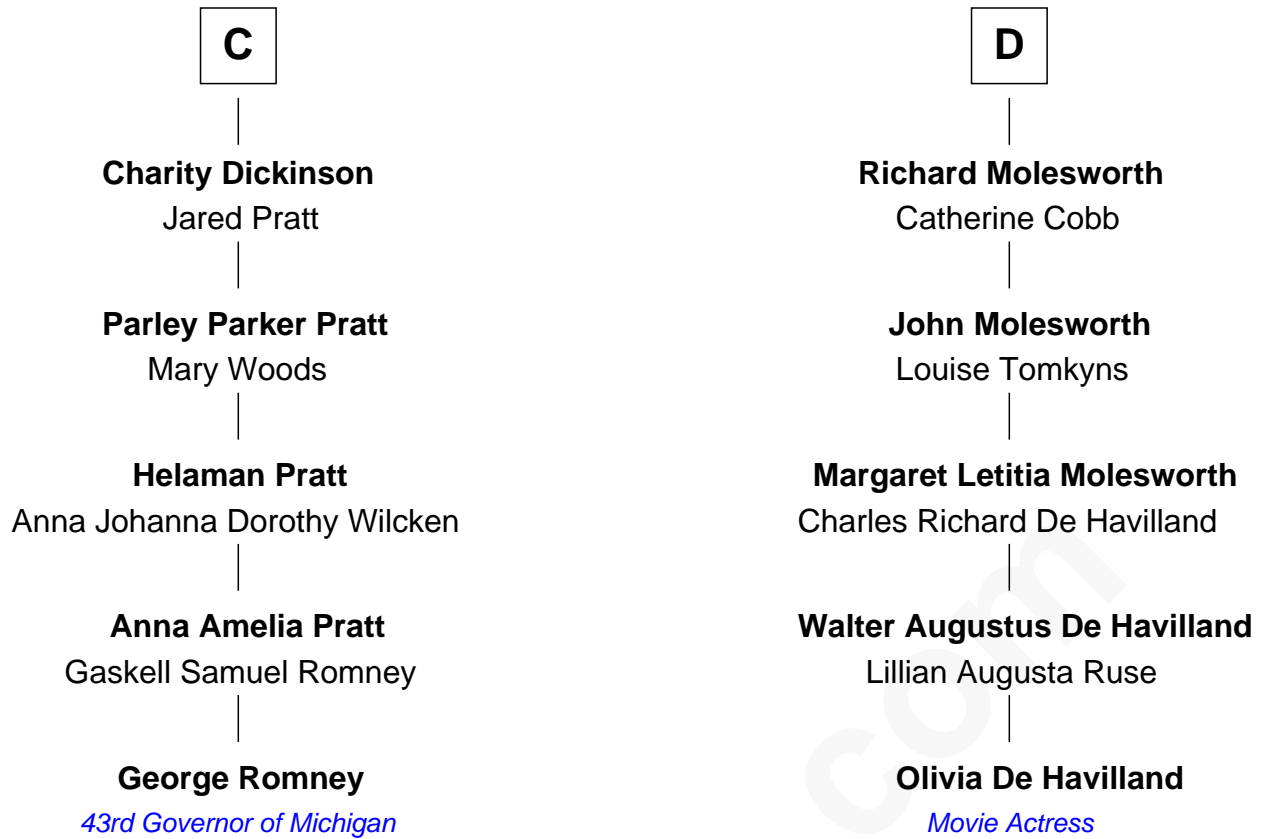 C
Charity Dickinson
Jared Pratt
Parley Parker Pratt
Mary Woods
Helaman Pratt
Anna Johanna Dorothy Wilcken
Anna Amelia Pratt
Gaskell Samuel Romney
George Romney
43rd Governor of Michigan
D
Richard Molesworth
Catherine Cobb
John Molesworth
Louise Tomkyns
Margaret Letitia Molesworth
Charles Richard De Havilland
Walter Augustus De Havilland
Lillian Augusta Ruse
Olivia De Havilland
Movie Actress
com